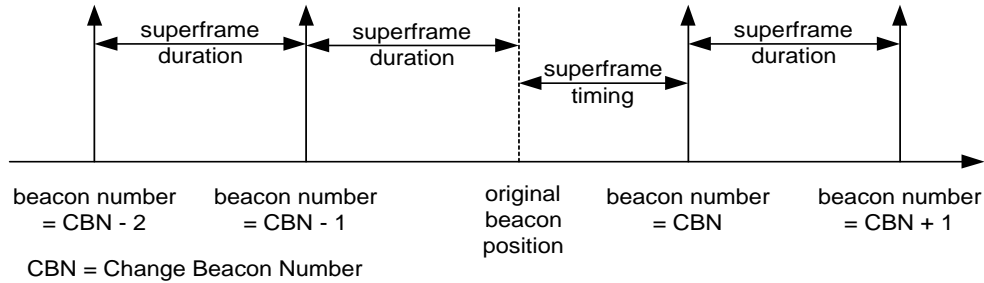 superframe
duration
superframe
duration
superframe
timing
superframe
duration
beacon number
= CBN - 2
beacon number
= CBN - 1
original
beacon
position
beacon number
= CBN
beacon number
= CBN + 1
CBN = Change Beacon Number